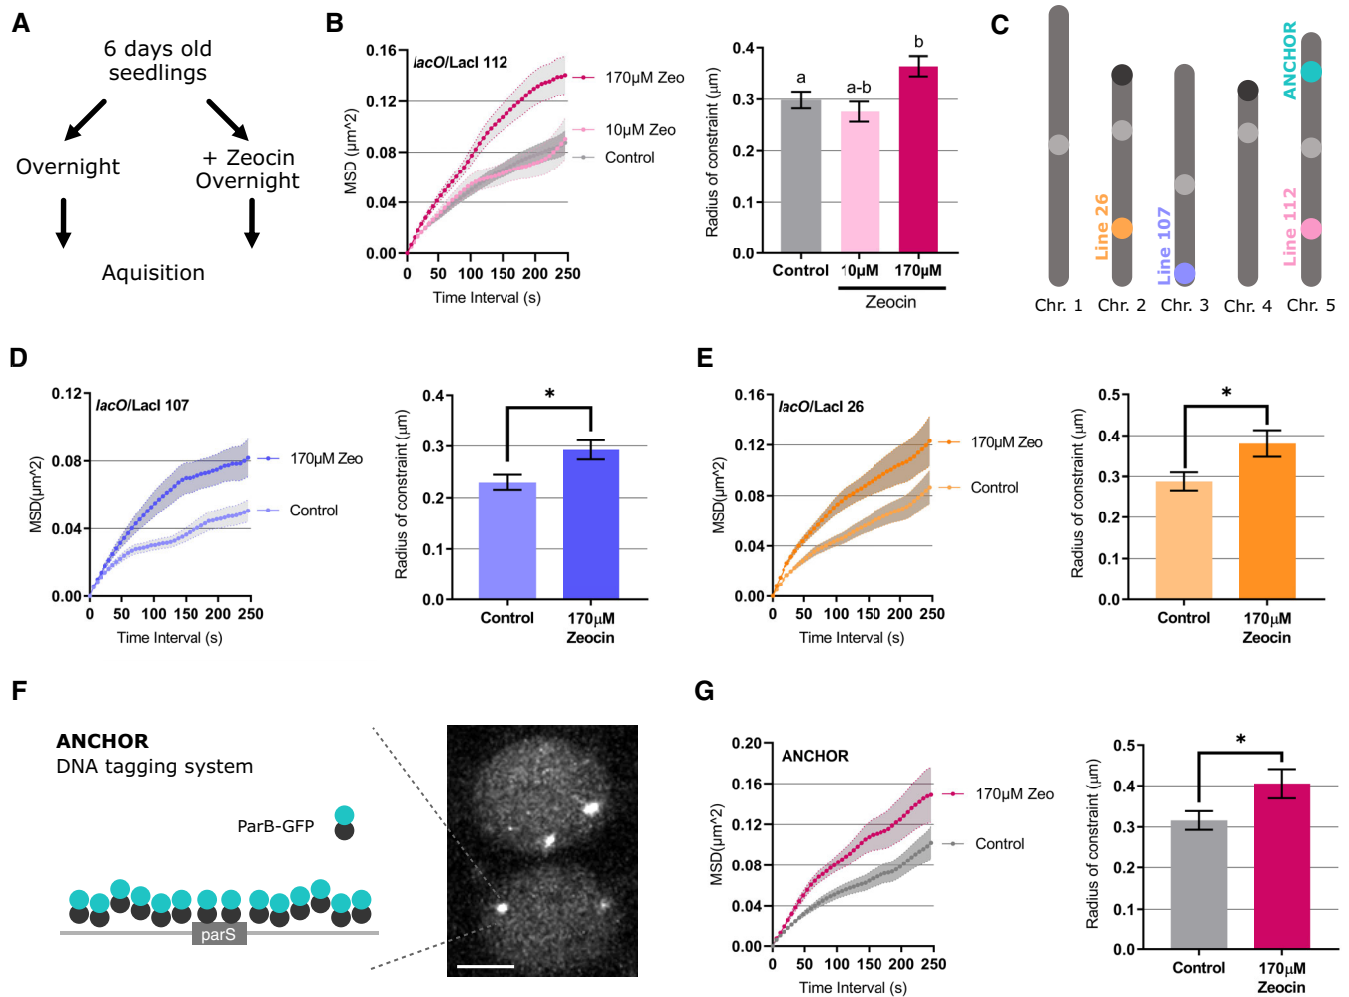 A
6 days old
seedlings
Overnight
+ Zeocin
Overnight
Aquisition
B
lacO/LacI 112
MSD (µm^2)
0.16
0.12
0.08
0.04
0.00
0 50 100 150 200 250
Time Interval (s)
170µM Zeo
10µM Zeo
Control
Radius of constraint (µm)
0.4
0.3
0.2
0.1
0.0
a
a-b
b
Control 10µM 170µM
Zeocin
C
ANCHOR
Line 26
Line 107
Line 112
Chr. 1 Chr. 2 Chr. 3 Chr. 4 Chr. 5
D
lacO/LacI 107
MSD(µm^2)
0.12
0.08
0.04
0.00
0 50 100 150 200 250
Time Interval (s)
170µM Zeo
Control
Radius of constraint (µm)
0.4
0.3
0.2
0.1
0.0
*
Control 170µM
Zeocin
E
lacO/LacI 26
MSD(µm^2)
0.16
0.12
0.08
0.04
0.00
0 50 100 150 200 250
Time Interval (s)
170µM Zeo
Control
Radius of constraint (µm)
0.5
0.4
0.3
0.2
0.1
0.0
*
Control 170µM
Zeocin
F
ANCHOR
DNA tagging system
ParB-GFP
parS
G
ANCHOR
MSD(µm^2)
0.20
0.16
0.12
0.08
0.04
0.00
0 50 100 150 200 250
Time Interval (s)
170µM Zeo
Control
Radius of constraint (µm)
0.5
0.4
0.3
0.2
0.1
0.0
*
Control 170µM
Zeocin